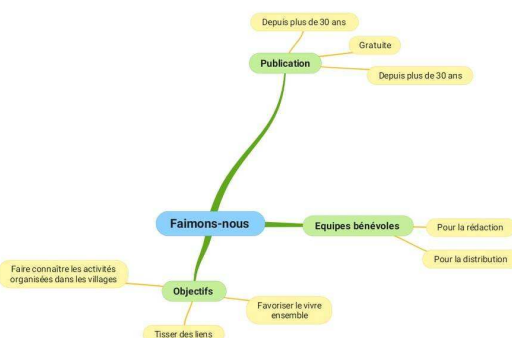 Depuis plus de 30 ans
Gratuite
Publication
Depuis plus de 30 ans
Faimons-nous
Equipes bénévoles
Pour la rédaction
Pour la distribution
Faire connaître les activités
organisées dans les villages
Objectifs
Favoriser le vivre
ensemble
Tisser des liens